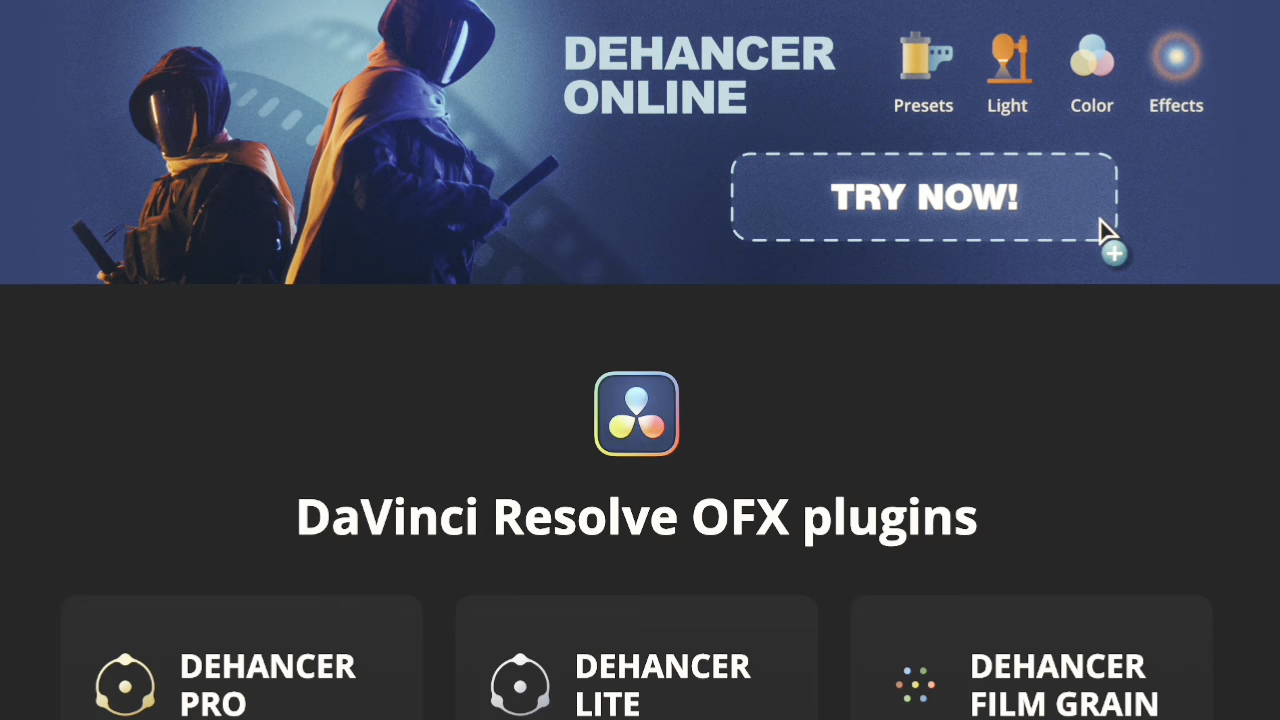 DEHANCER
ONLINE
Presets Light Color Effects
TRY NOW!
DaVinci Resolve OFX plugins
DEHANCER
PRO
DEHANCER
LITE
DEHANCER
FILM GRAIN